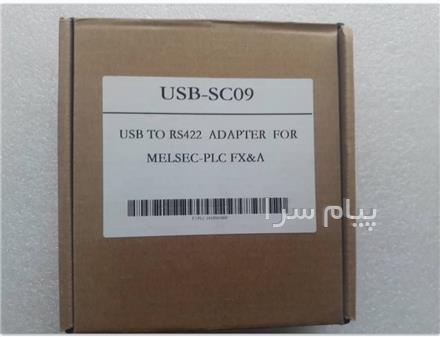 USB-SC09
USB TO RS422 ADAPTER FOR
MELSEC-PLC FX&A
پیام سرا